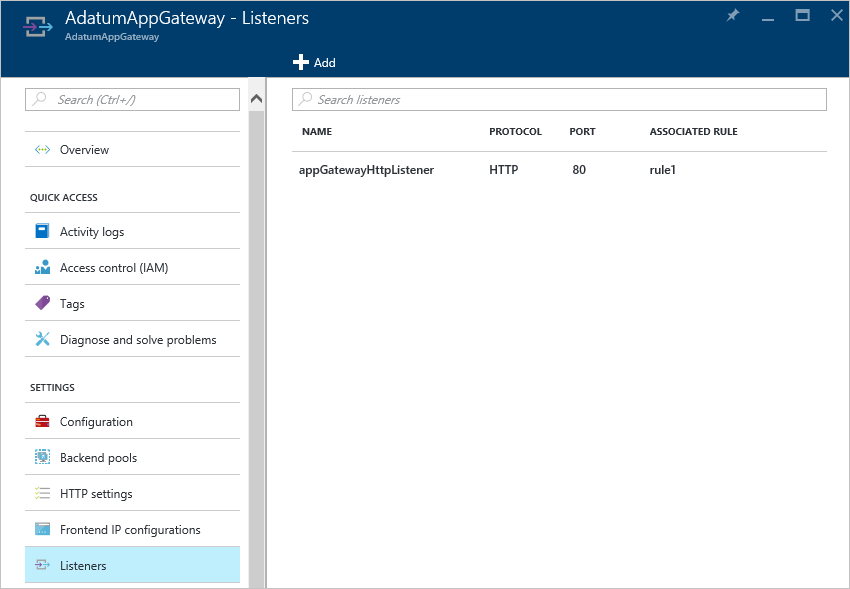 AdatumAppGateway - Listeners
AdatumAppGateway
Add
Search (Ctrl+/)
Overview
QUICK ACCESS
Activity logs
Access control (IAM)
Tags
Diagnose and solve problems
SETTINGS
Configuration
Backend pools
HTTP settings
Frontend IP configurations
Listeners
Search listeners
NAME PROTOCOL PORT ASSOCIATED RULE
appGatewayHttpListener HTTP 80 rule1